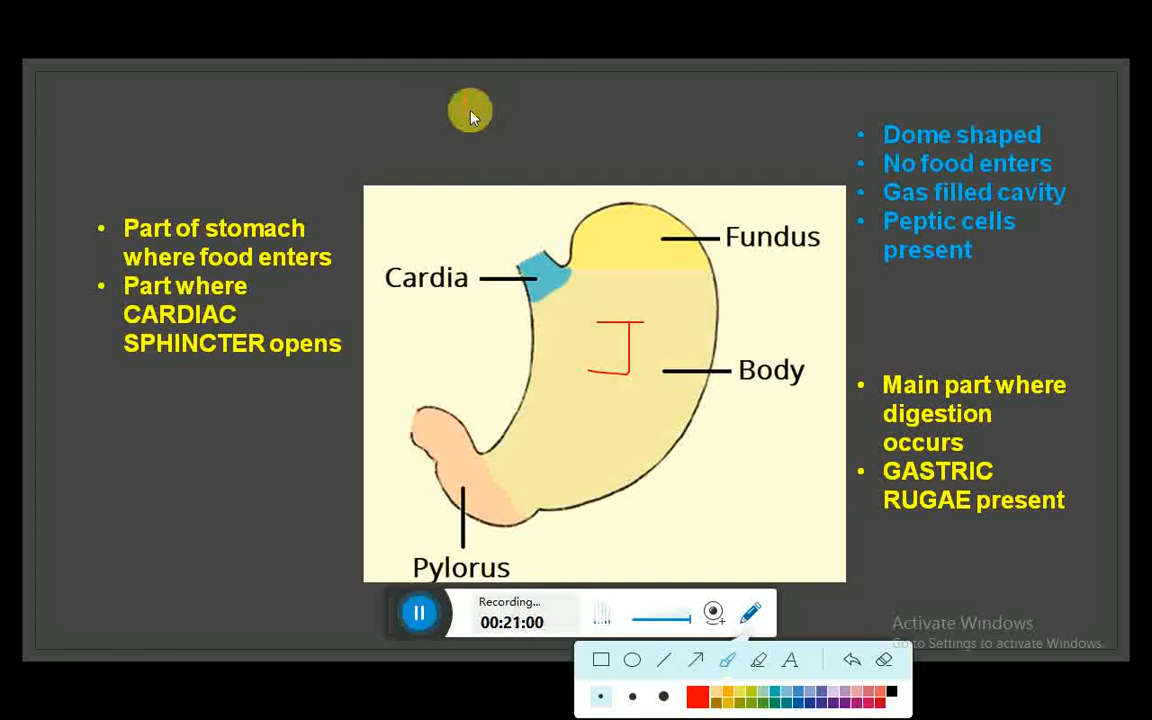 • Dome shaped
• No food enters
• Gas filled cavity
• Peptic cells
present
• Part of stomach
where food enters
• Part where
CARDIAC
SPHINCTER opens
Fundus
Cardia
J
Body
• Main part where
digestion
occurs
• GASTRIC
RUGAE present
Pylorus
Recording...
00:21:00
Activate Windows
Go to Settings to activate Windows.
A